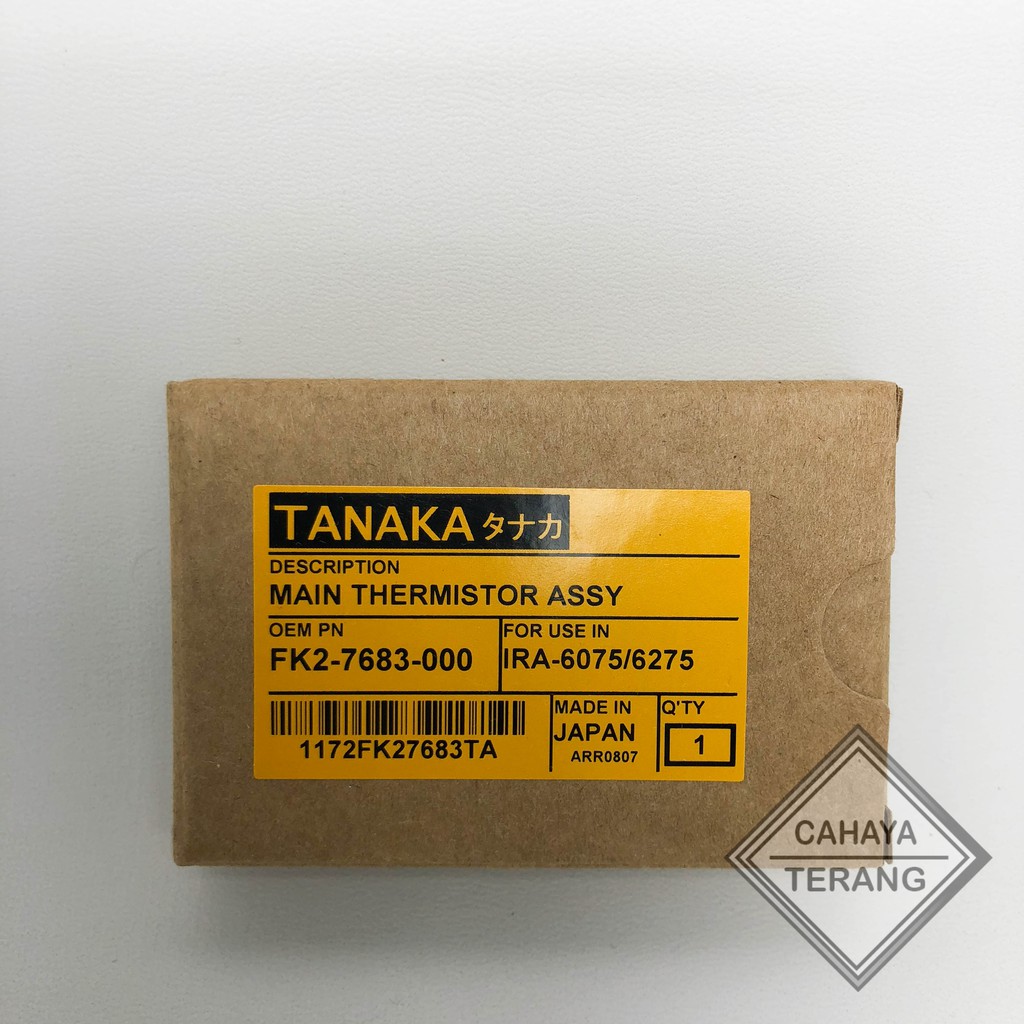 TANAKA タナカ
DESCRIPTION
MAIN THERMISTOR ASSY
OEM PN
FK2-7683-000
FOR USE IN
IRA-6075/6275
1172FK27683TA
MADE IN
JAPAN
ARR0807
Q'TY
1
CAHAYA
TERANG